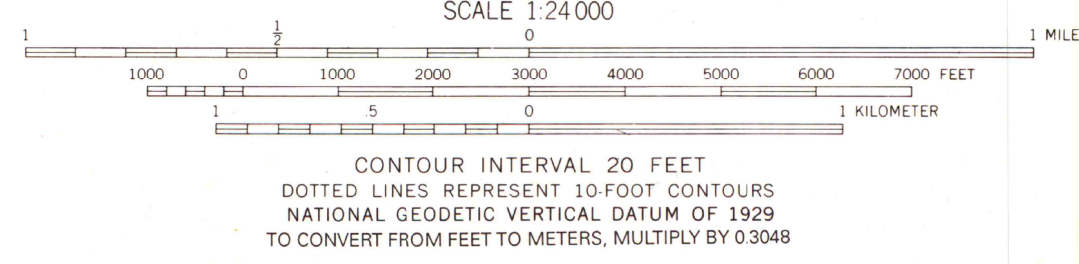 SCALE 1:24 000
1 1/2 0 1 MILE
1000 0 1000 2000 3000 4000 5000 6000 7000 FEET
1 .5 0 1 KILOMETER
CONTOUR INTERVAL 20 FEET
DOTTED LINES REPRESENT 10-FOOT CONTOURS
NATIONAL GEODETIC VERTICAL DATUM OF 1929
TO CONVERT FROM FEET TO METERS, MULTIPLY BY 0.3048